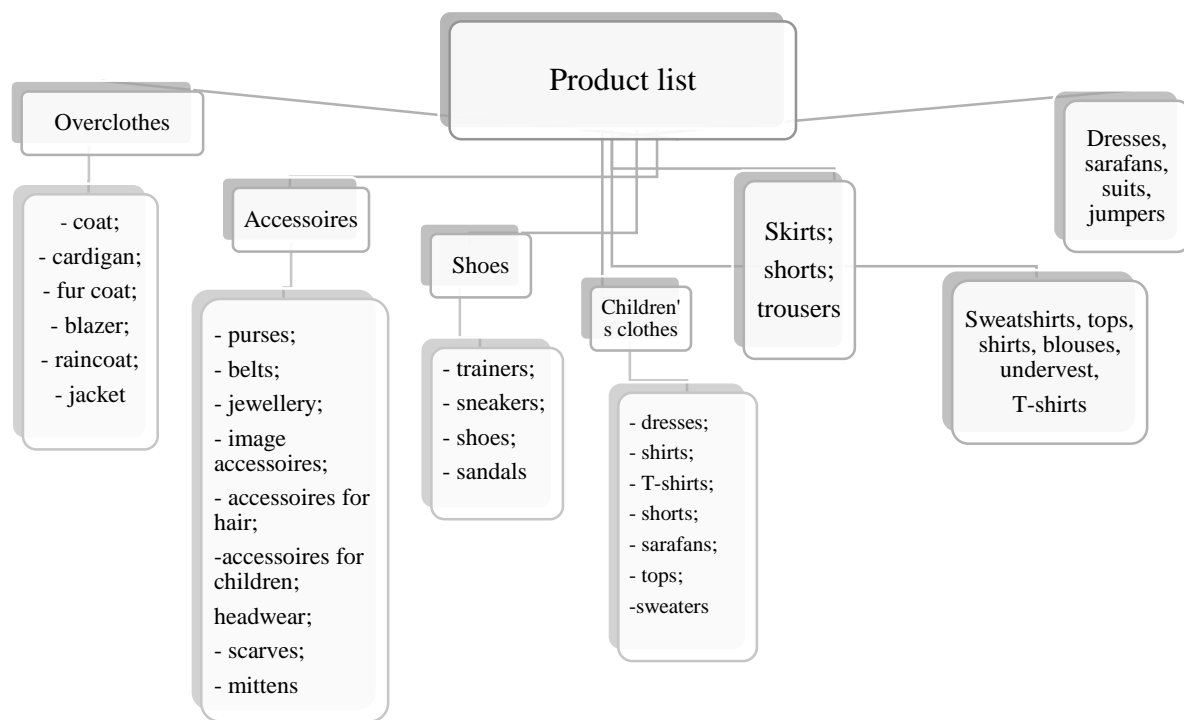 Product list
Overclothes
- coat;
- cardigan;
- fur coat;
- blazer;
- raincoat;
- jacket
Accessoires
- purses;
- belts;
- jewellery;
- image
accessoires;
- accessoires for
hair;
-accessoires for
children;
headwear;
- scarves;
- mittens
Shoes
- trainers;
- sneakers;
- shoes;
- sandals
Children'
s clothes
- dresses;
- shirts;
- T-shirts;
- shorts;
- sarafans;
- tops;
-sweaters
Skirts;
shorts;
trousers
Sweatshirts, tops,
shirts, blouses,
undervest,
T-shirts
Dresses,
sarafans,
suits,
jumpers